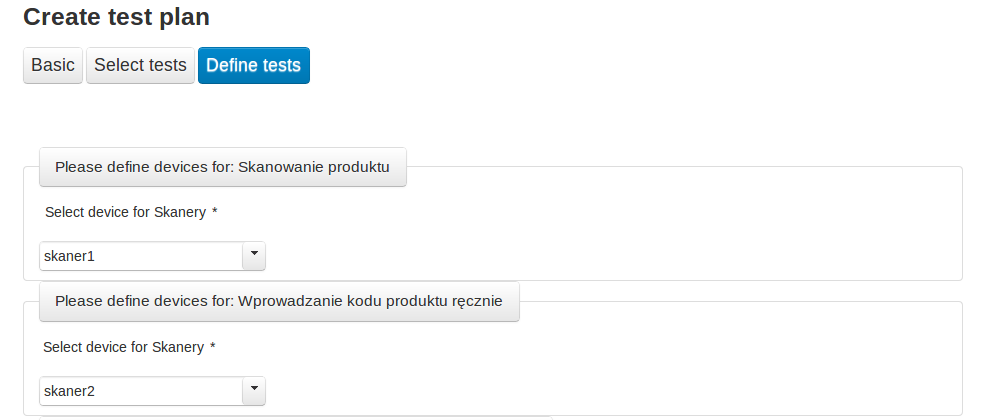 Create test plan
Basic Select tests Define tests
Please define devices for: Skanowanie produktu
Select device for Skanery *
skaner1
Please define devices for: Wprowadzanie kodu produktu ręcznie
Select device for Skanery *
skaner2